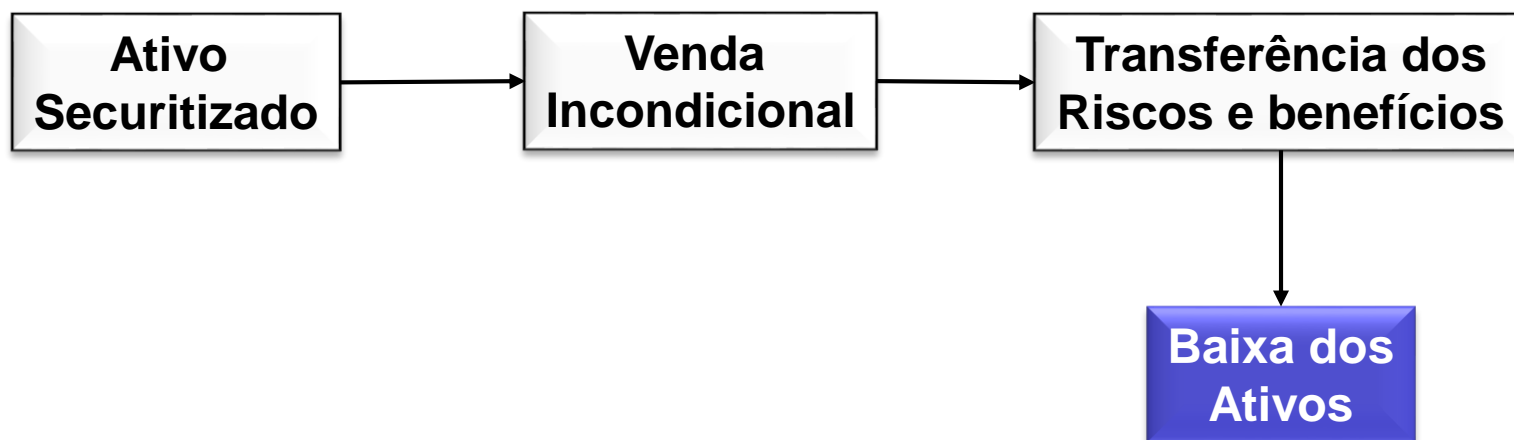 Ativo
Securitizado
Venda
Incondicional
Transferência dos
Riscos e benefícios
Baixa dos
Ativos